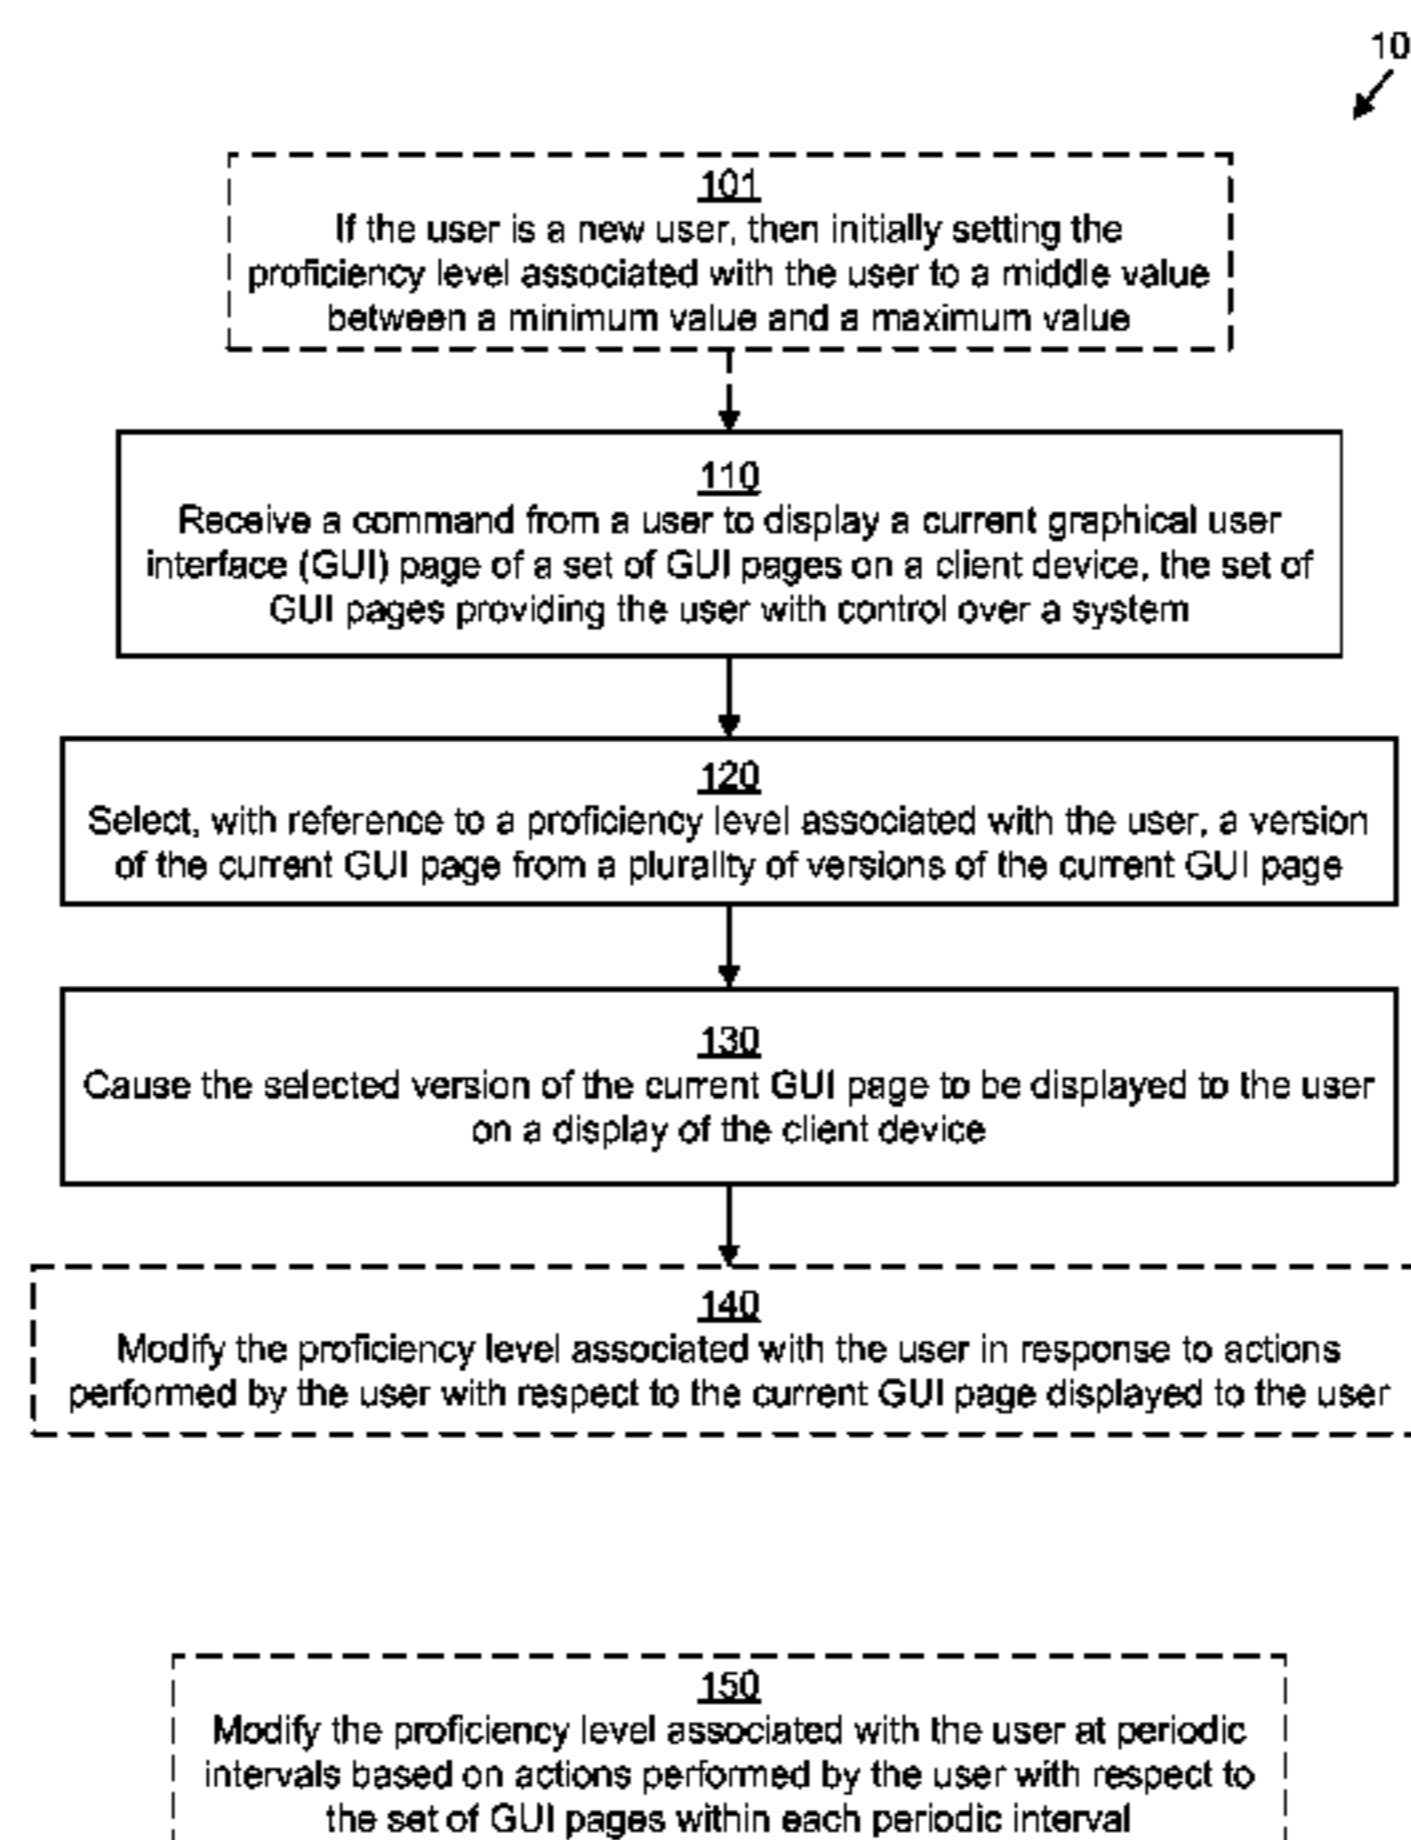 10
101
If the user is a new user, then initially setting the
proficiency level associated with the user to a middle value
between a minimum value and a maximum value
110
Receive a command from a user to display a current graphical user
interface (GUI) page of a set of GUI pages on a client device, the set of
GUI pages providing the user with control over a system
120
Select, with reference to a proficiency level associated with the user, a version
of the current GUI page from a plurality of versions of the current GUI page
130
Cause the selected version of the current GUI page to be displayed to the user
on a display of the client device
140
Modify the proficiency level associated with the user in response to actions
performed by the user with respect to the current GUI page displayed to the user
150
Modify the proficiency level associated with the user at periodic
intervals based on actions performed by the user with respect to
the set of GUI pages within each periodic interval